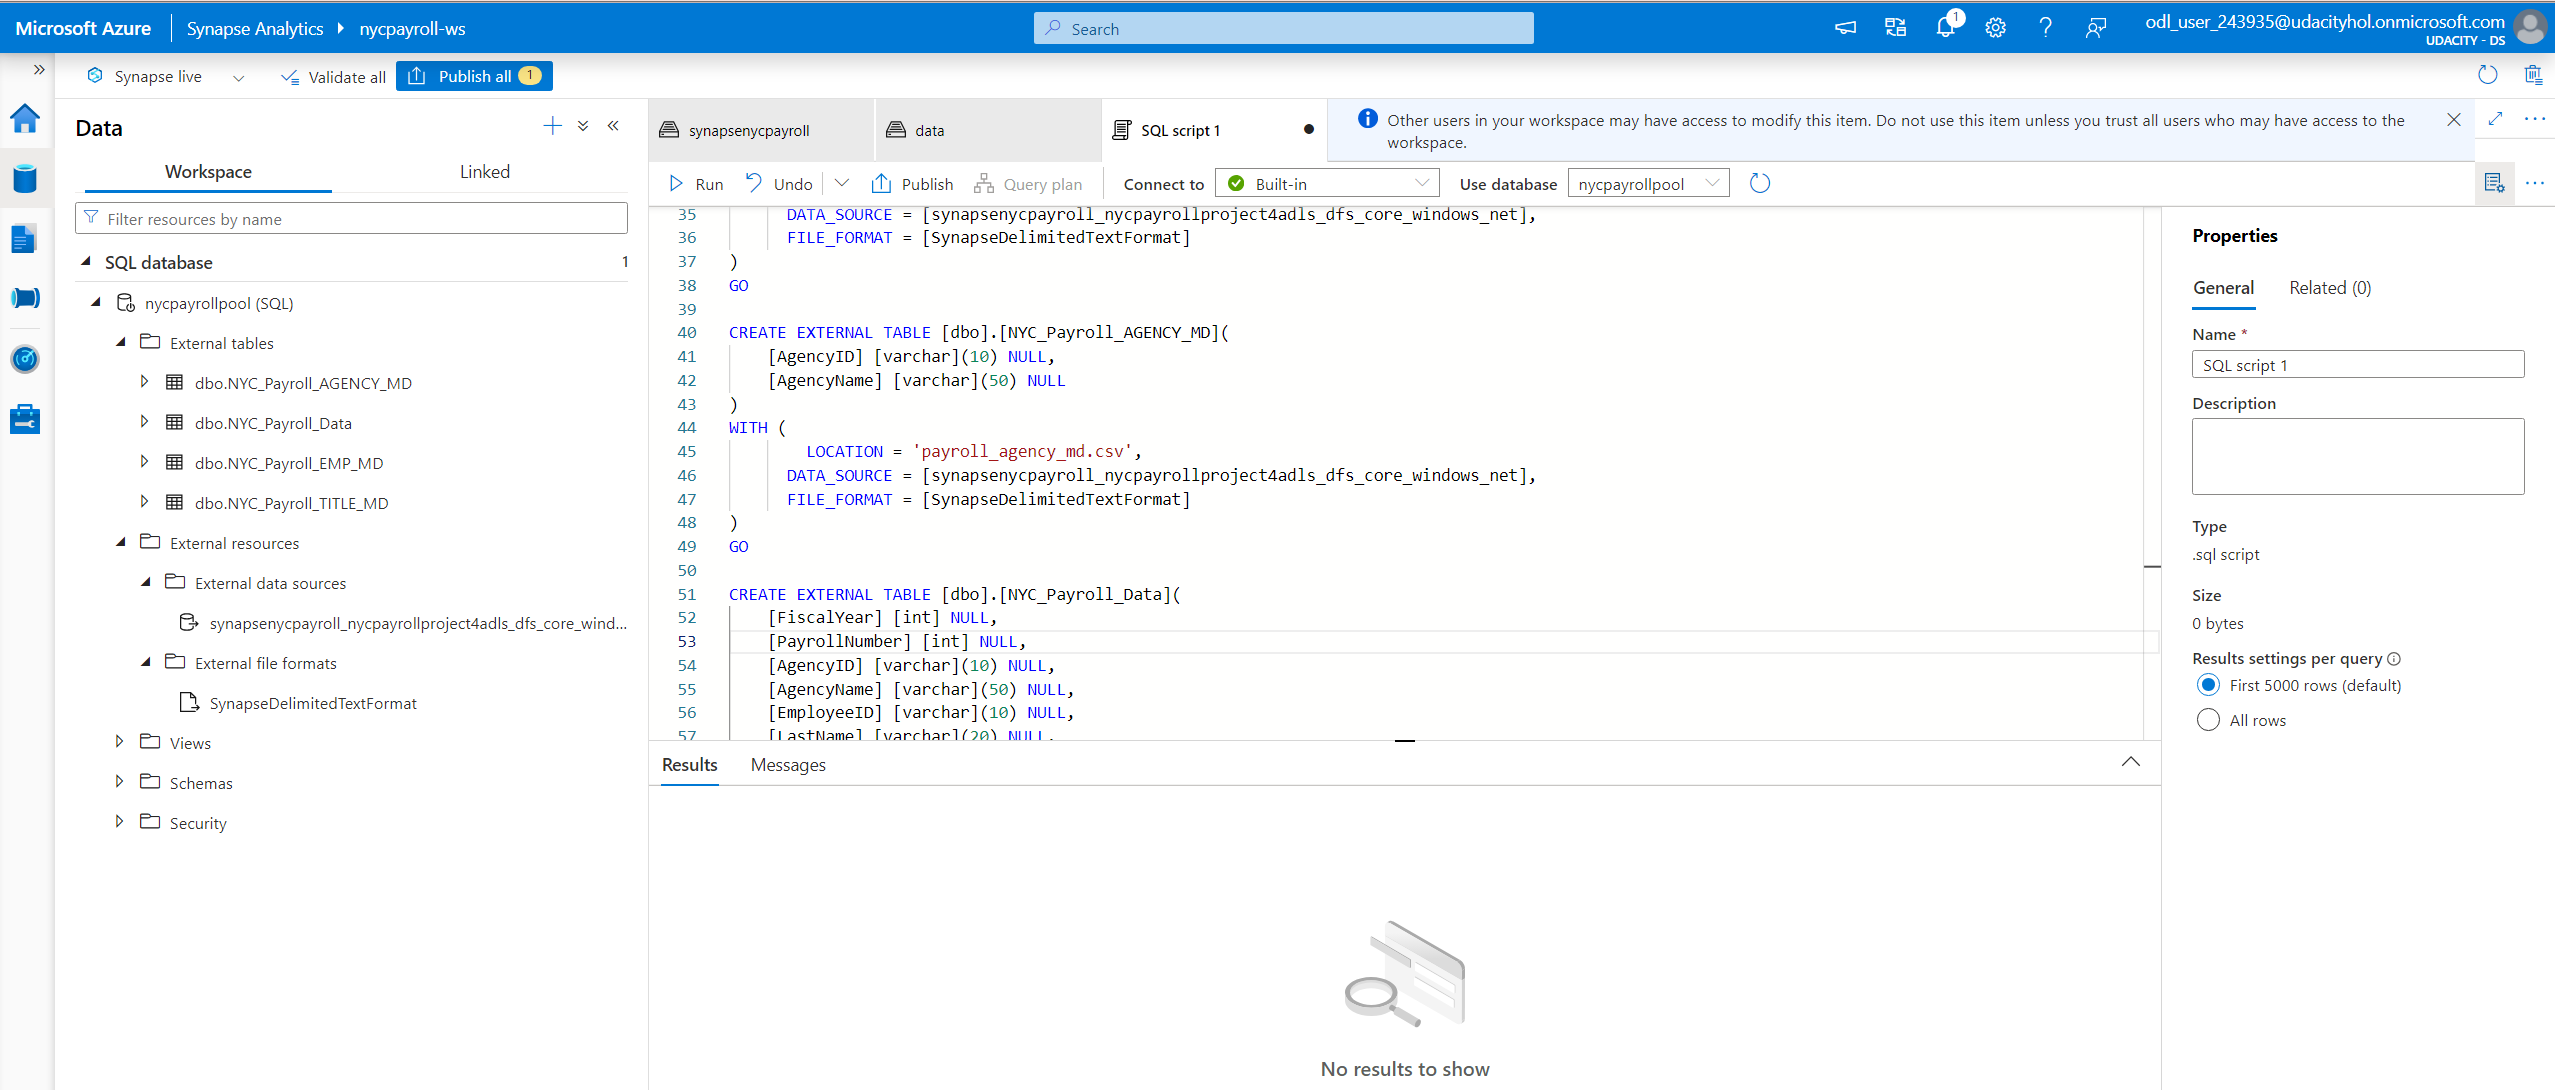 Microsoft Azure
Synapse Analytics
nycpayroll-ws
Search
1
odl_user_243935@udacityhol.onmicrosoft.com
UDACITY - DS
Synapse live
Validate all
Publish all 1
Data
Workspace
Linked
Filter resources by name
SQL database 1
nycpayrollpool (SQL)
External tables
dbo.NYC_Payroll_AGENCY_MD
dbo.NYC_Payroll_Data
dbo.NYC_Payroll_EMP_MD
dbo.NYC_Payroll_TITLE_MD
External resources
External data sources
synapsenycpayroll_nycpayrollproject4adls_dfs_core_wind...
External file formats
SynapseDelimitedTextFormat
Views
Schemas
Security
synapsenycpayroll
data
SQL script 1
Other users in your workspace may have access to modify this item. Do not use this item unless you trust all users who may have access to the
workspace.
Run
Undo
Publish
Query plan
Connect to
Built-in
Use database
nycpayrollpool
35 DATA_SOURCE = [synapsenycpayroll_nycpayrollproject4adls_dfs_core_windows_net],
36 FILE_FORMAT = [SynapseDelimitedTextFormat]
37 )
38 GO
39
40 CREATE EXTERNAL TABLE [dbo].[NYC_Payroll_AGENCY_MD](
41 [AgencyID] [varchar](10) NULL,
42 [AgencyName] [varchar](50) NULL
43 )
44 WITH (
45 LOCATION = 'payroll_agency_md.csv',
46 DATA_SOURCE = [synapsenycpayroll_nycpayrollproject4adls_dfs_core_windows_net],
47 FILE_FORMAT = [SynapseDelimitedTextFormat]
48 )
49 GO
50
51 CREATE EXTERNAL TABLE [dbo].[NYC_Payroll_Data](
52 [FiscalYear] [int] NULL,
53 [PayrollNumber] [int] NULL,
54 [AgencyID] [varchar](10) NULL,
55 [AgencyName] [varchar](50) NULL,
56 [EmployeeID] [varchar](10) NULL,
57 [LastName] [varchar](20) NULL,
Results
Messages
No results to show
Properties
General
Related (0)
Name *
SQL script 1
Description
Type
.sql script
Size
0 bytes
Results settings per query
First 5000 rows (default)
All rows